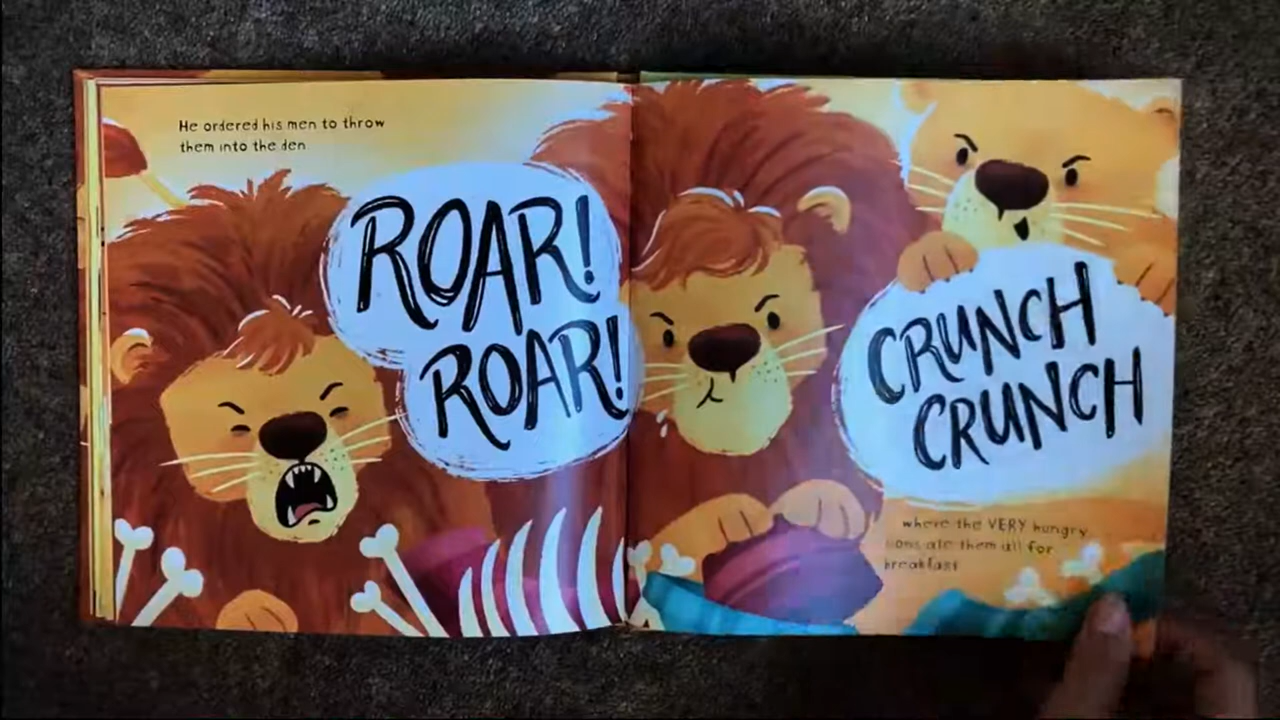 He ordered his men to throw
them into the den
ROAR!
ROAR!
CRUNCH
CRUNCH
where the VERY hungry
lions ate them all for
breakfast